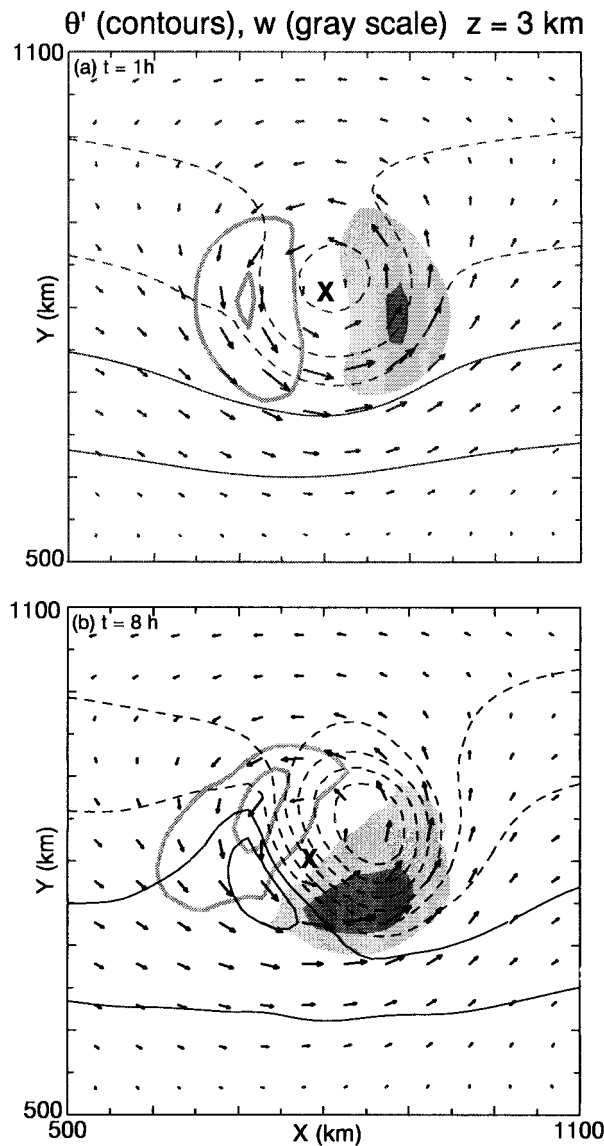 θ' (contours), w (gray scale) z = 3 km
1100
(a) t = 1h
X
Y (km)
500
1100
(b) t = 8 h
X
Y (km)
500
500
X (km)
1100